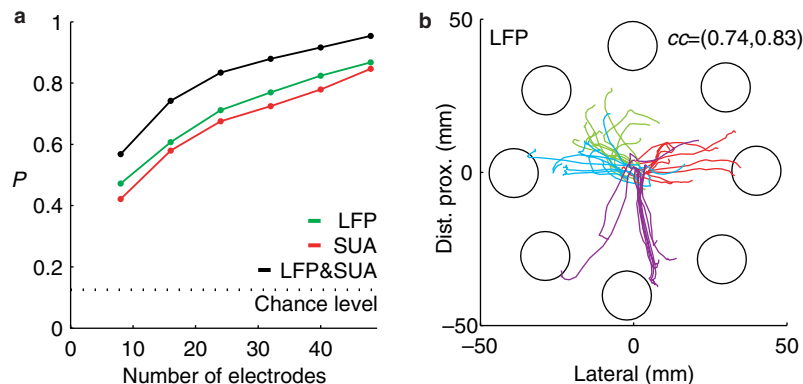 a
1
0.8
0.6
P
0.4
0.2
0
LFP
SUA
LFP&SUA
Chance level
0 10 20 30 40
Number of electrodes
b
50
LFP
cc=(0.74,0.83)
Dist. prox. (mm)
0
–50
–50 0 50
Lateral (mm)